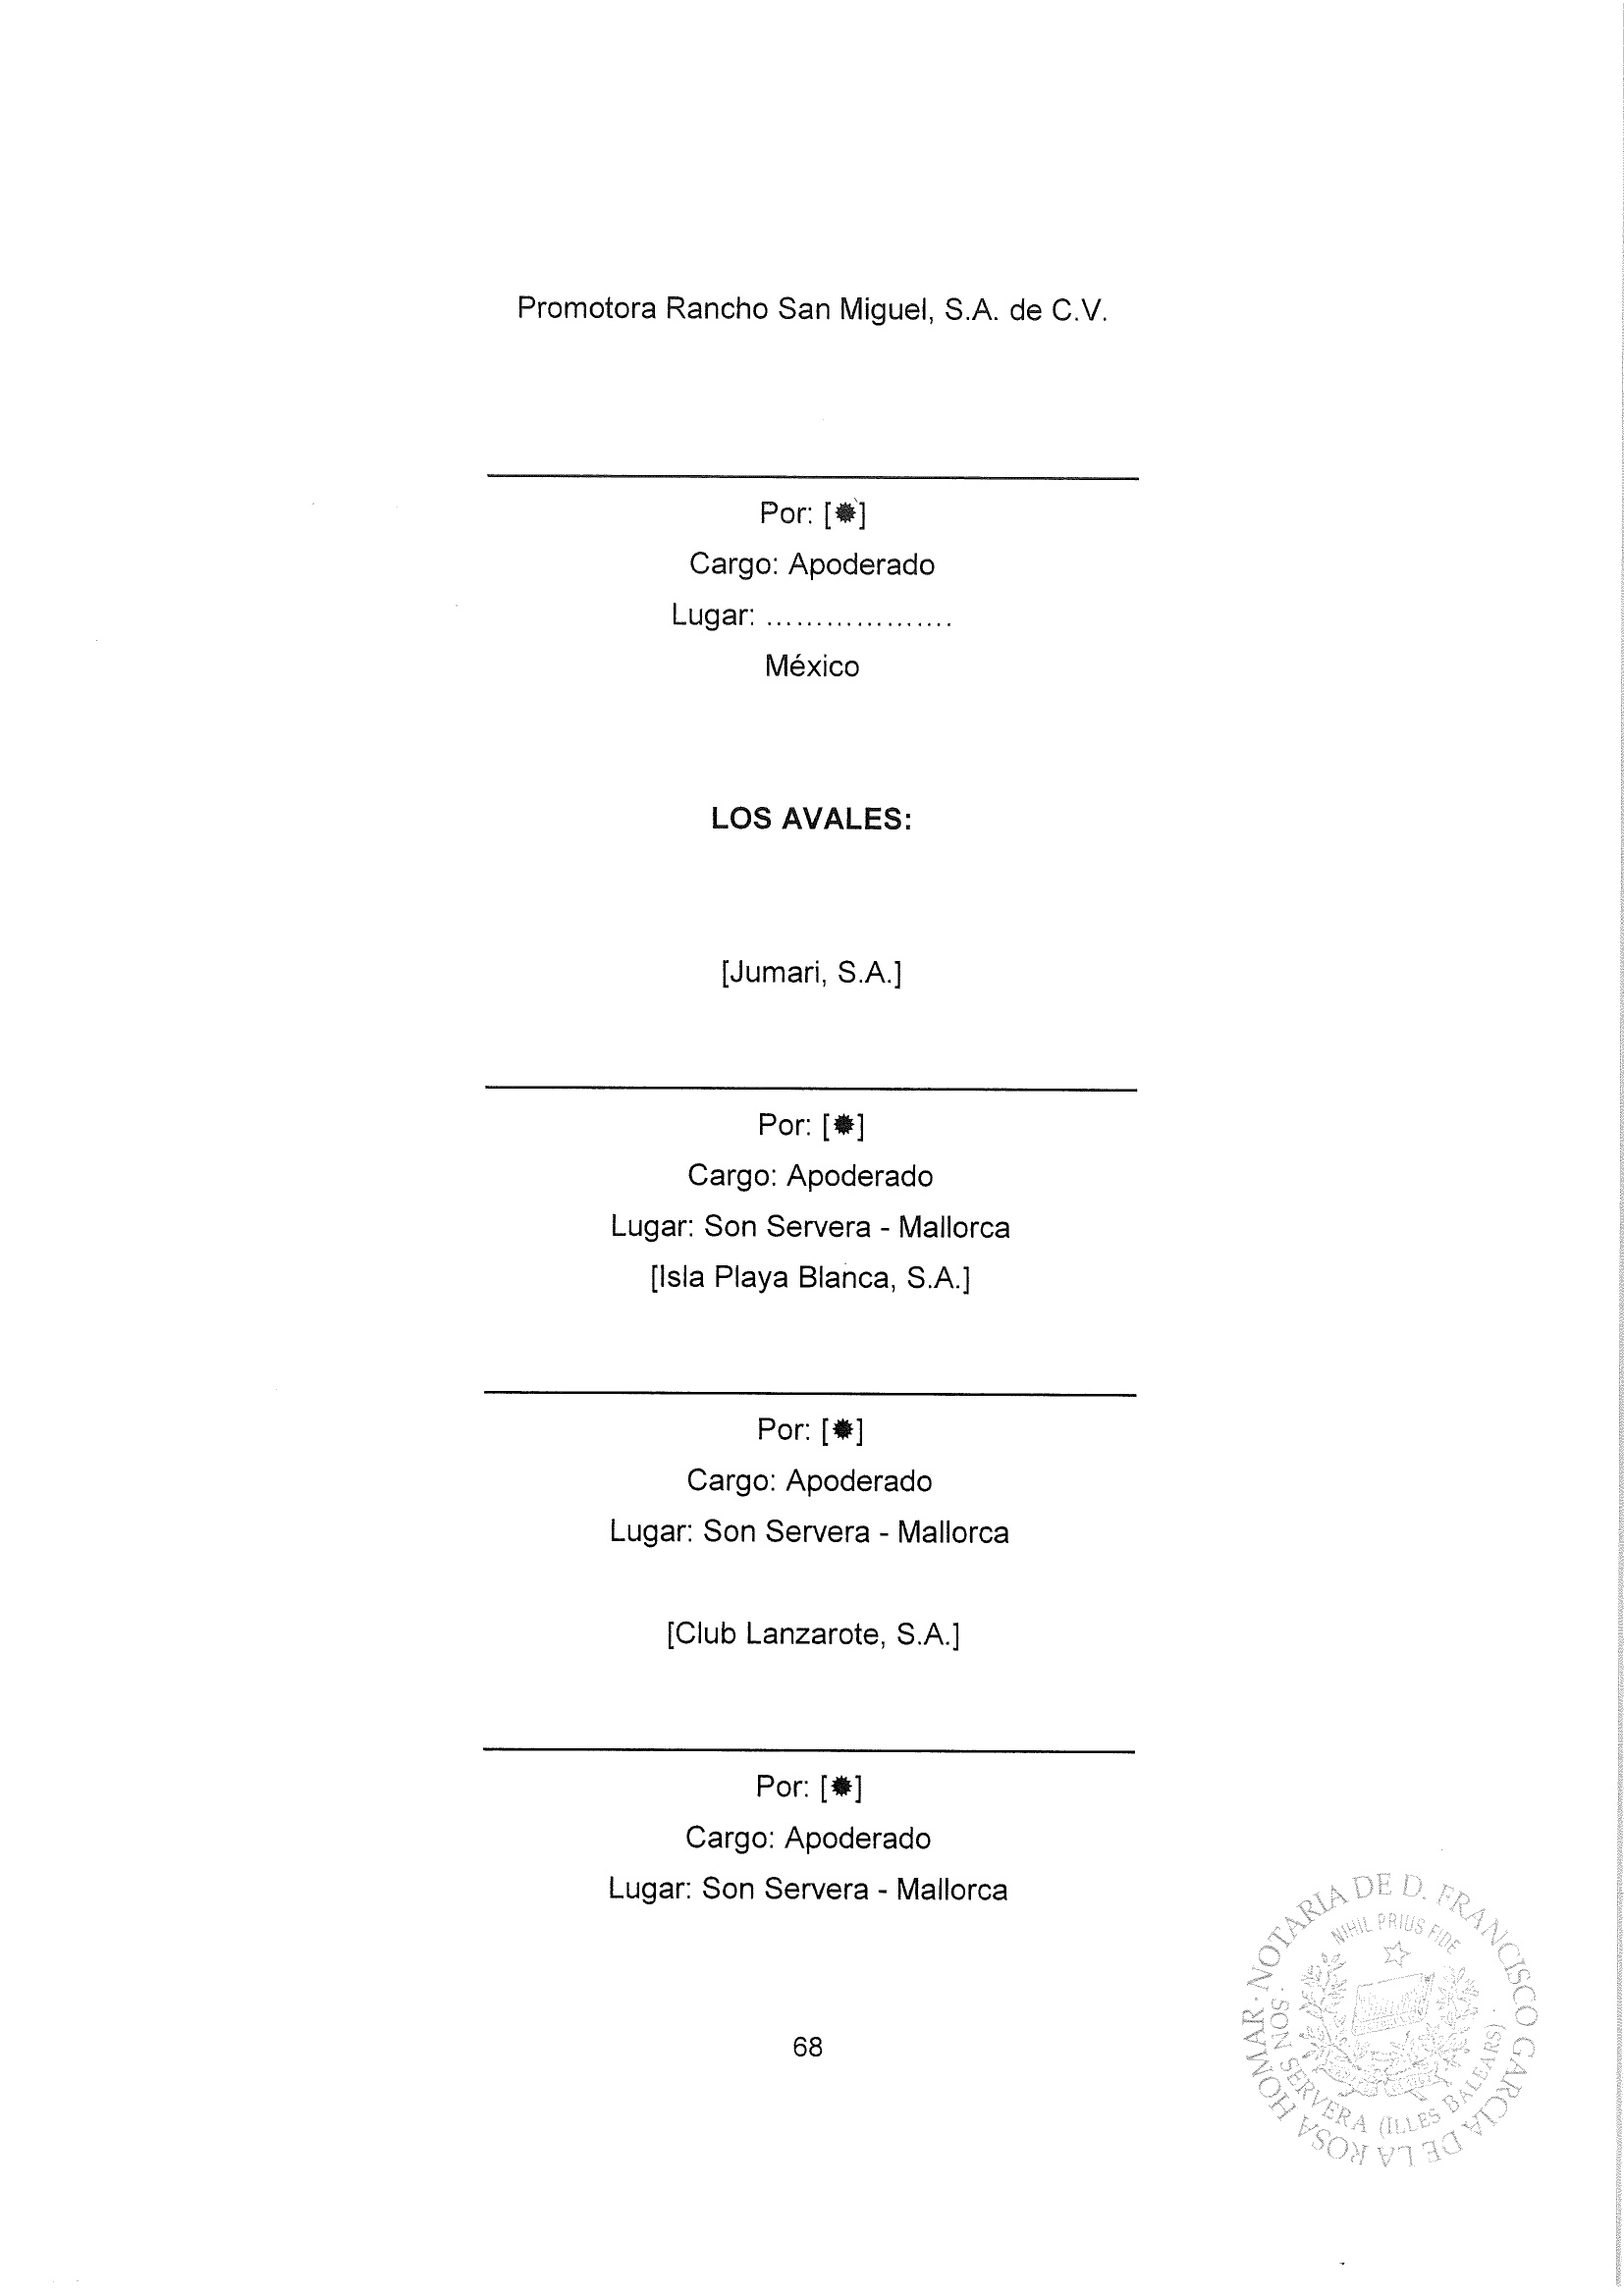 Promotora Rancho San Miguel, S.A. de C.V.
Por: [✹]
Cargo: Apoderado
Lugar: ...................
México
LOS AVALES:
[Jumari, S.A.]
Por: [✹]
Cargo: Apoderado
Lugar: Son Servera - Mallorca
[Isla Playa Blanca, S.A.]
Por: [✹]
Cargo: Apoderado
Lugar: Son Servera - Mallorca
[Club Lanzarote, S.A.]
Por: [✹]
Cargo: Apoderado
Lugar: Son Servera - Mallorca
NOTARIA DE D. FRANCISCO GARCIA DE LA ROSA HOMAR
NIHIL PRIUS FIDE
SON SERVERA (ILLES BALEARS)
68